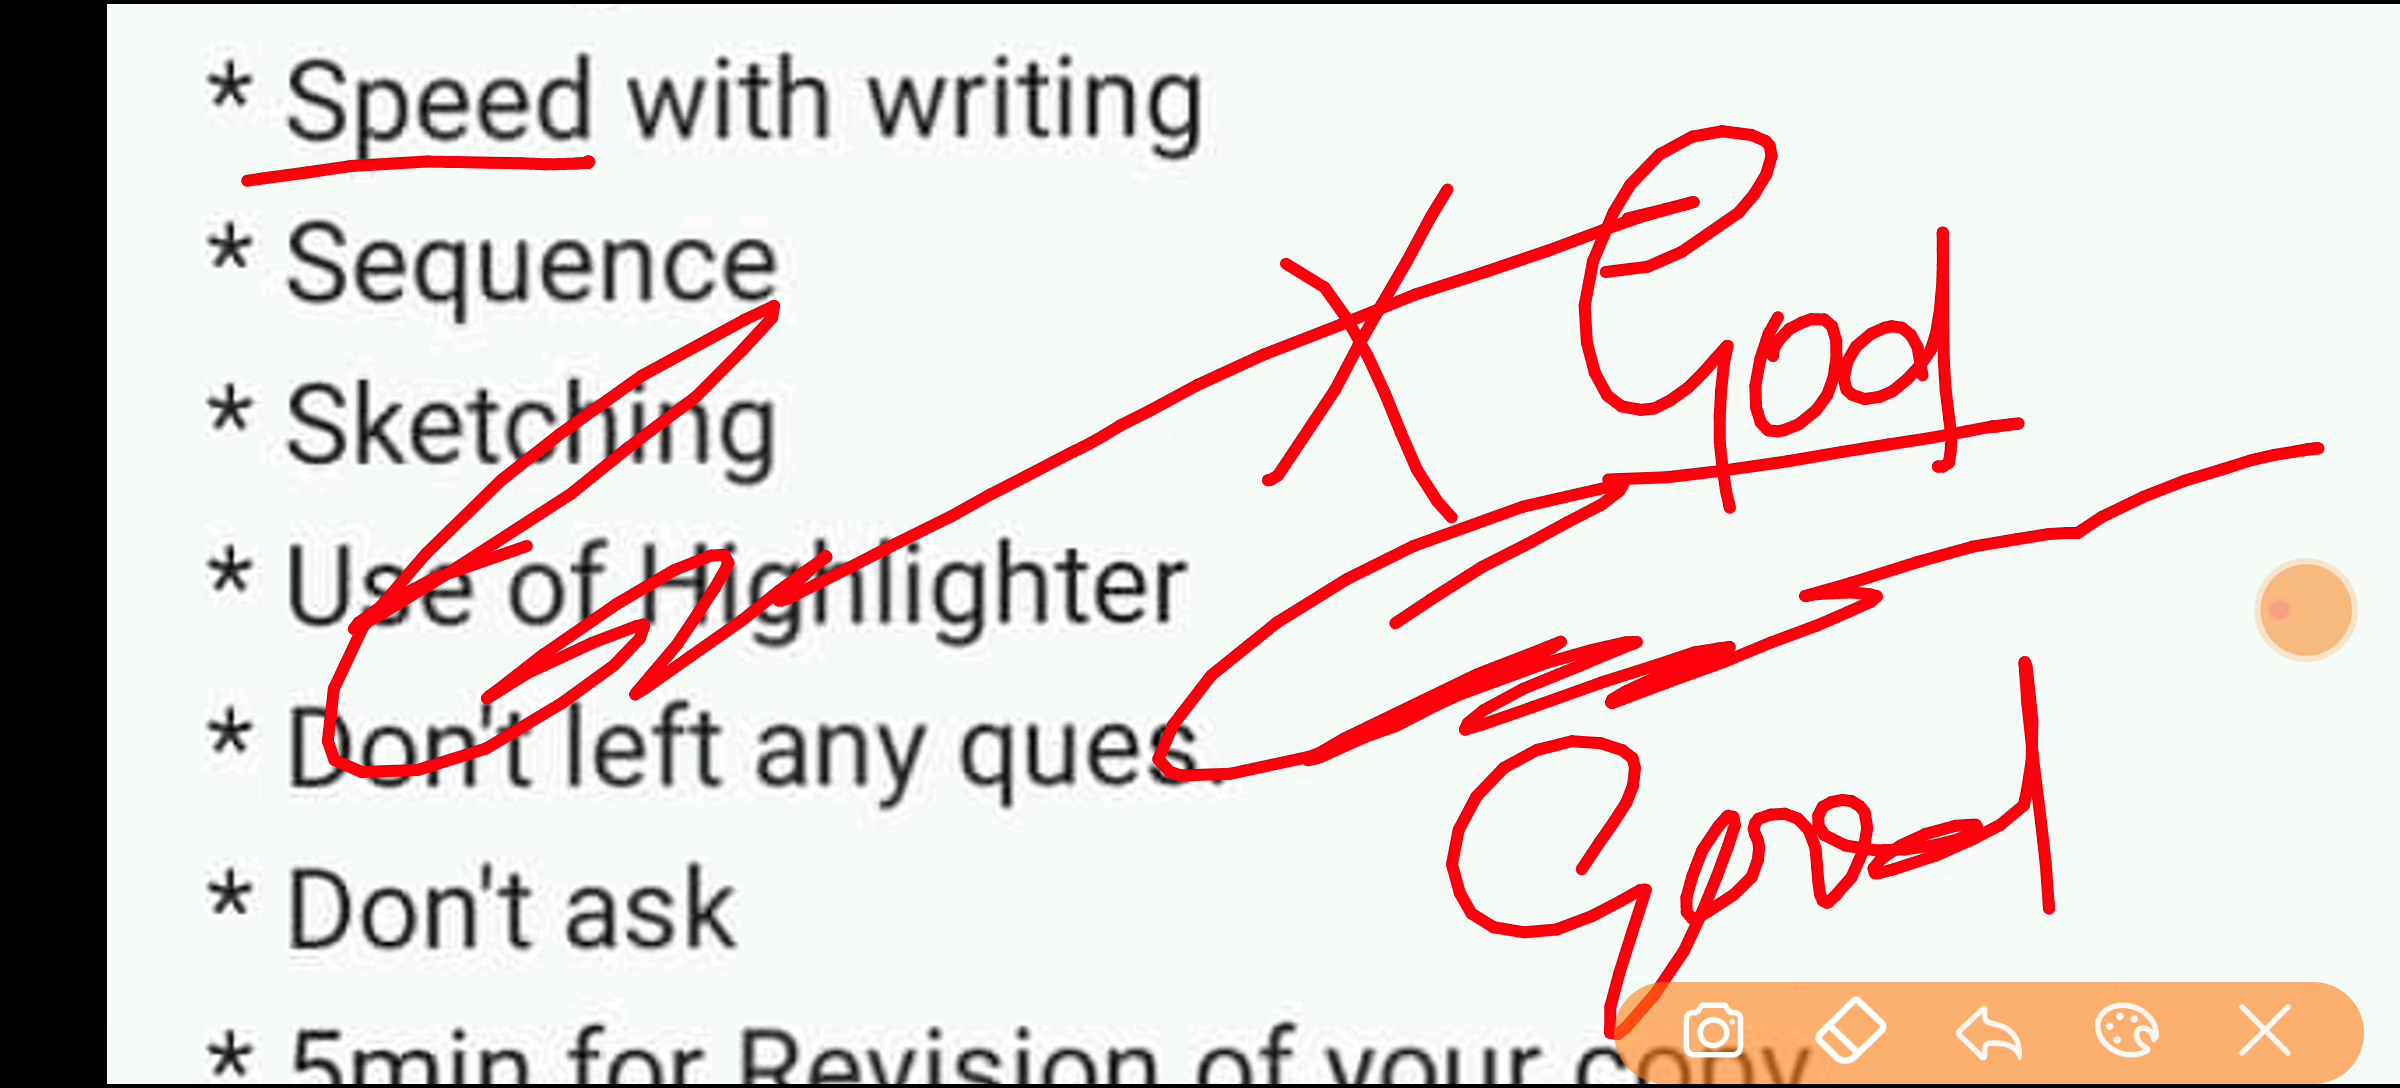 * Speed with writing
* Sequence
* Sketching
* Use of Highlighter
* Don't left any ques.
* Don't ask
* 5min for Revision of your copy
Good
Good